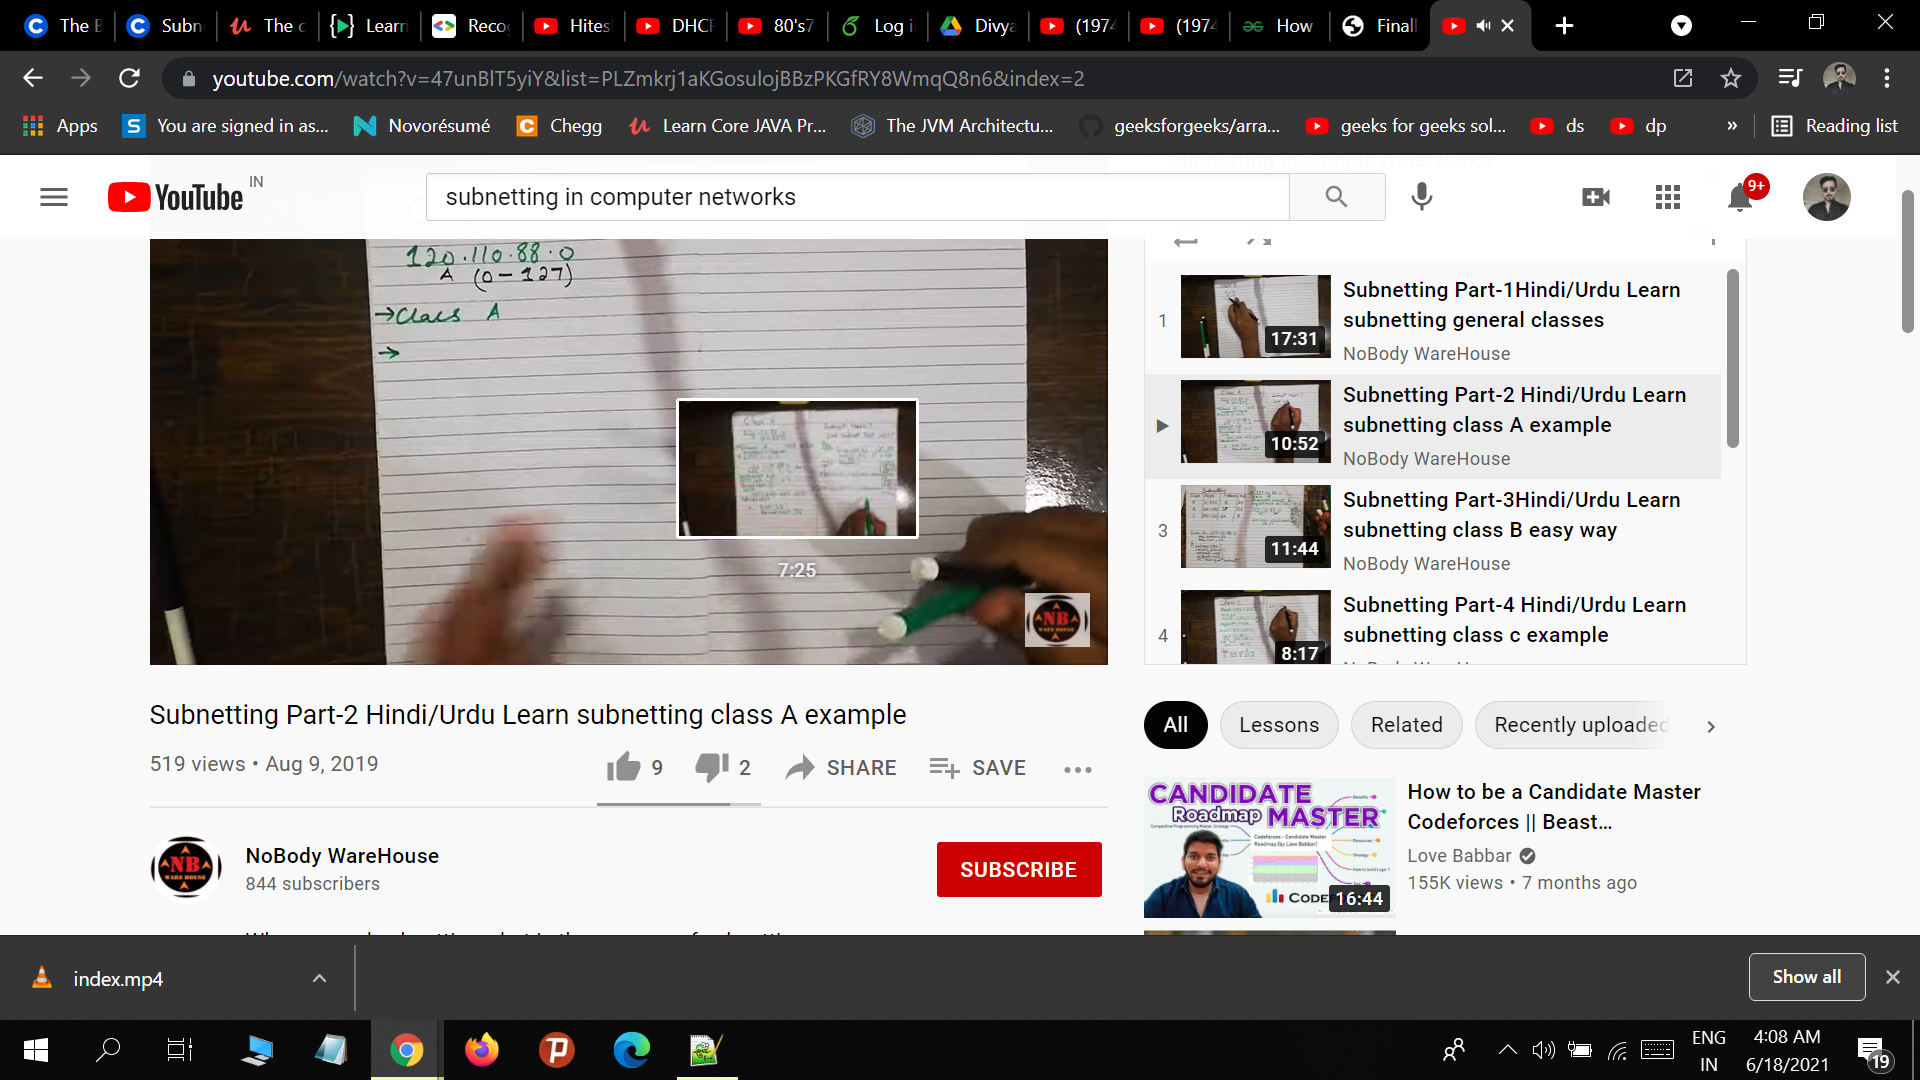 The B
Subn
The c
Learn
Reco
Hites
DHCP
80's7
Log i
Divya
(1974
(1974
How
Finall
youtube.com/watch?v=47unBlT5yiY&list=PLZmkrj1aKGosulojBBzPKGfRY8WmqQ8n6&index=2
Apps
You are signed in as...
Novorésumé
Chegg
Learn Core JAVA Pr...
The JVM Architectu...
geeksforgeeks/arra...
geeks for geeks sol...
ds
dp
»
Reading list
YouTube IN
subnetting in computer networks
9+
120.110.88.0
A (0-127)
→Class A
→
7:25
NB
WARE HOUSE
1
17:31
Subnetting Part-1Hindi/Urdu Learn
subnetting general classes
NoBody WareHouse
10:52
Subnetting Part-2 Hindi/Urdu Learn
subnetting class A example
NoBody WareHouse
3
11:44
Subnetting Part-3Hindi/Urdu Learn
subnetting class B easy way
NoBody WareHouse
4
8:17
Subnetting Part-4 Hindi/Urdu Learn
subnetting class c example
Subnetting Part-2 Hindi/Urdu Learn subnetting class A example
519 views • Aug 9, 2019
9
2
SHARE
SAVE
NB
WARE HOUSE
NoBody WareHouse
844 subscribers
SUBSCRIBE
All
Lessons
Related
Recently uploaded
CANDIDATE
Roadmap MASTER
16:44
How to be a Candidate Master
Codeforces || Beast...
Love Babbar
155K views • 7 months ago
index.mp4
Show all
ENG
IN
4:08 AM
6/18/2021
19